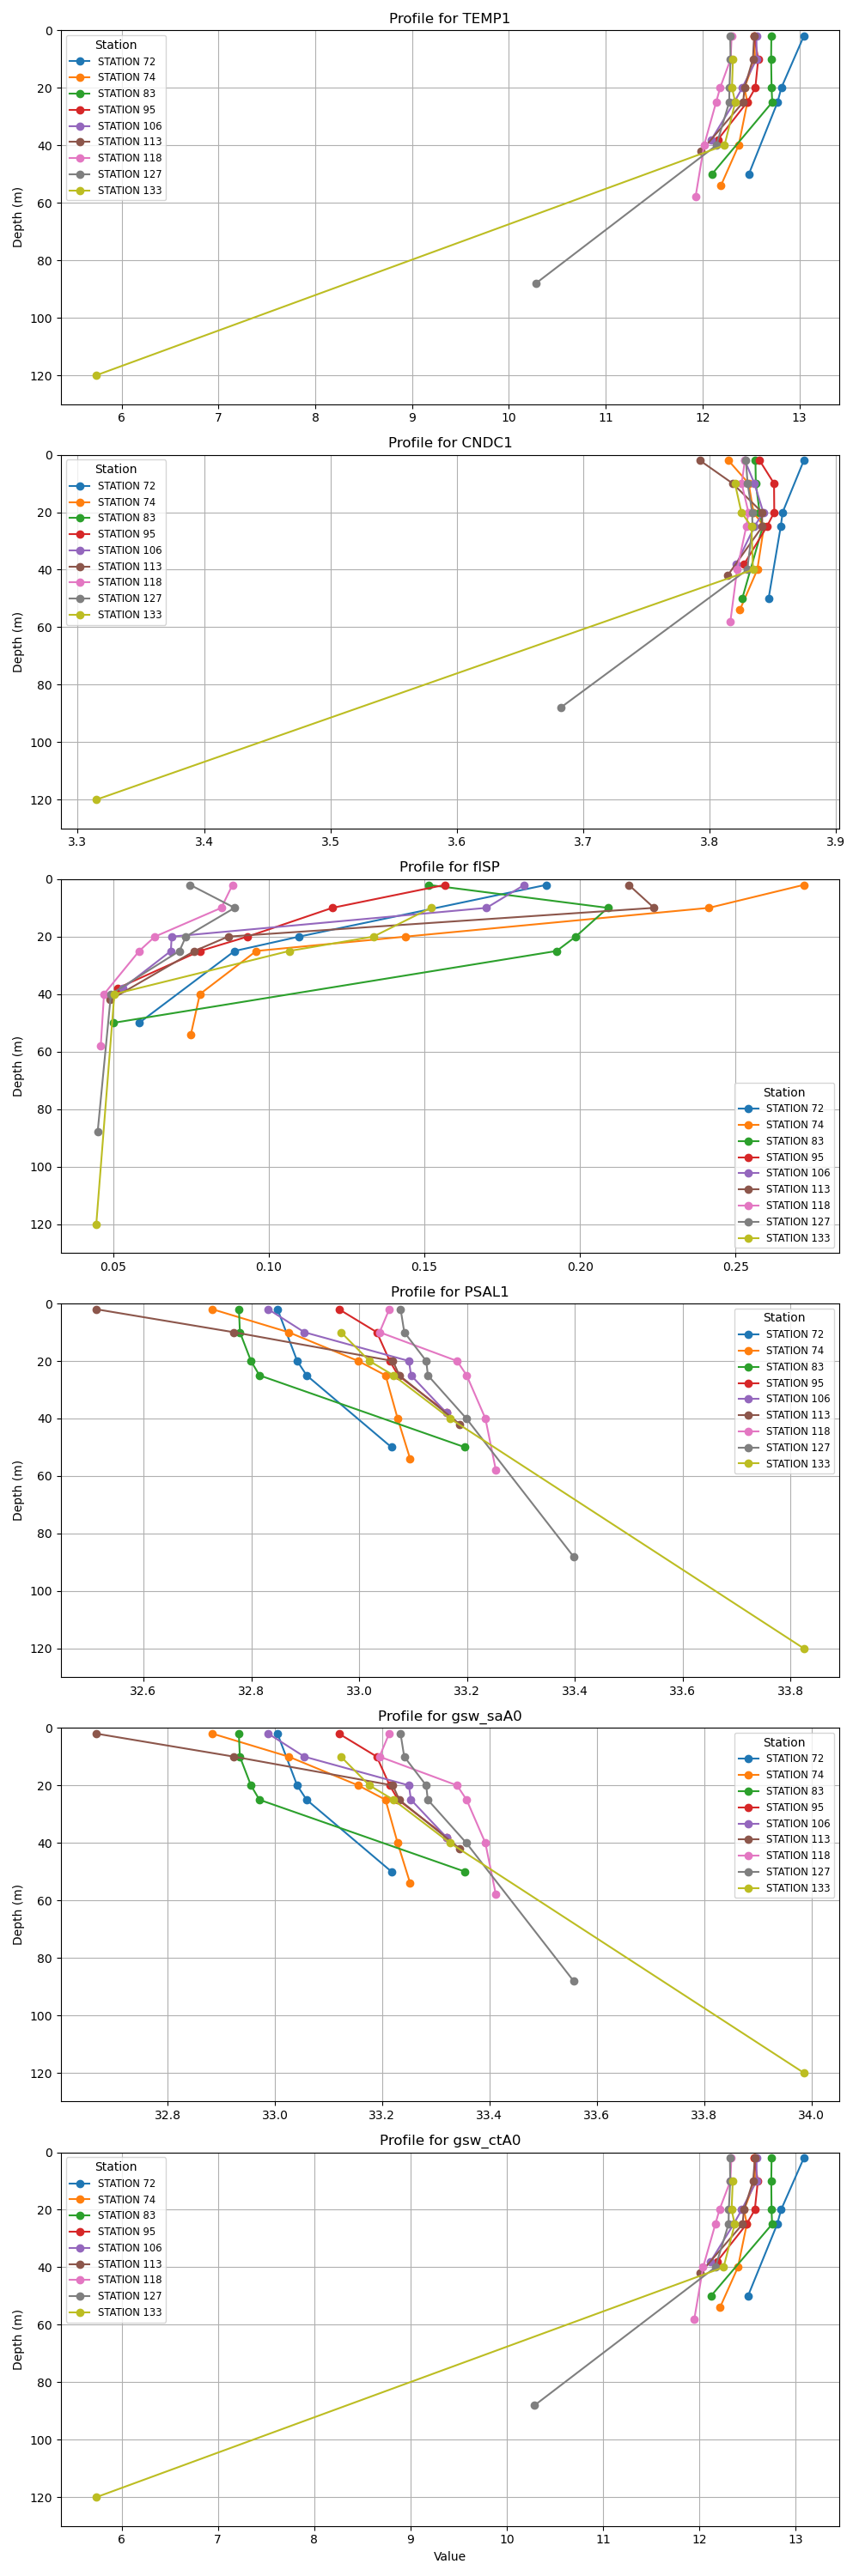 Profile for TEMP1
Depth (m)
0
20
40
60
80
100
120
Station
STATION 72
STATION 74
STATION 83
STATION 95
STATION 106
STATION 113
STATION 118
STATION 127
STATION 133
6 7 8 9 10 11 12 13
Profile for CNDC1
Depth (m)
0
20
40
60
80
100
120
Station
STATION 72
STATION 74
STATION 83
STATION 95
STATION 106
STATION 113
STATION 118
STATION 127
STATION 133
3.3 3.4 3.5 3.6 3.7 3.8 3.9
Profile for flSP
Depth (m)
0
20
40
60
80
100
120
Station
STATION 72
STATION 74
STATION 83
STATION 95
STATION 106
STATION 113
STATION 118
STATION 127
STATION 133
0.05 0.10 0.15 0.20 0.25
Profile for PSAL1
Depth (m)
0
20
40
60
80
100
120
Station
STATION 72
STATION 74
STATION 83
STATION 95
STATION 106
STATION 113
STATION 118
STATION 127
STATION 133
32.6 32.8 33.0 33.2 33.4 33.6 33.8
Profile for gsw_saA0
Depth (m)
0
20
40
60
80
100
120
Station
STATION 72
STATION 74
STATION 83
STATION 95
STATION 106
STATION 113
STATION 118
STATION 127
STATION 133
32.8 33.0 33.2 33.4 33.6 33.8 34.0
Profile for gsw_ctA0
Depth (m)
0
20
40
60
80
100
120
Station
STATION 72
STATION 74
STATION 83
STATION 95
STATION 106
STATION 113
STATION 118
STATION 127
STATION 133
6 7 8 9 10 11 12 13
Value